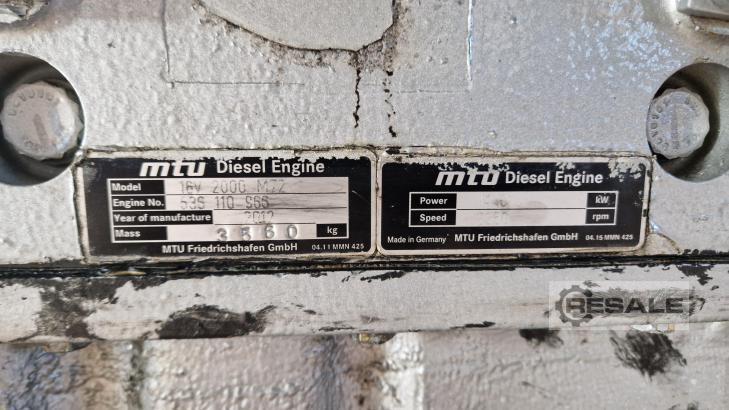 mtu Diesel Engine
Model 16V 2000 M72
Engine No. 536 110 966
Year of manufacture 2012
Mass 3360 kg
MTU Friedrichshafen GmbH 04.11 MMN 425
mtu Diesel Engine
Power kW
Speed rpm
Made in Germany MTU Friedrichshafen GmbH 04.15 MMN 425
RESALE